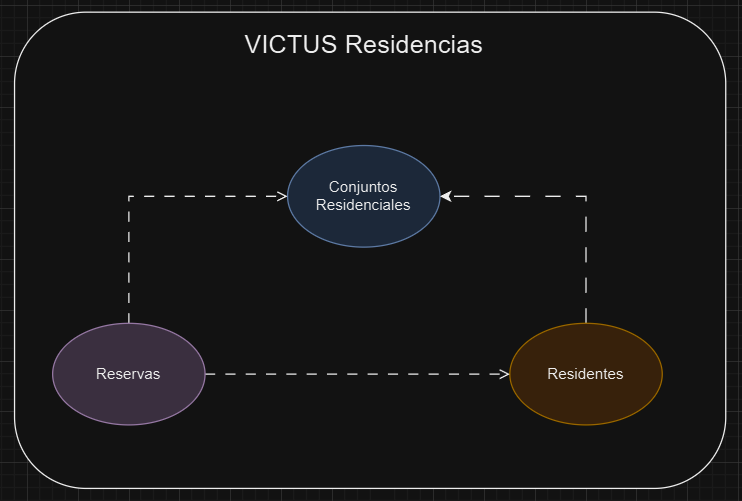 VICTUS Residencias
Conjuntos
Residenciales
Reservas
Residentes